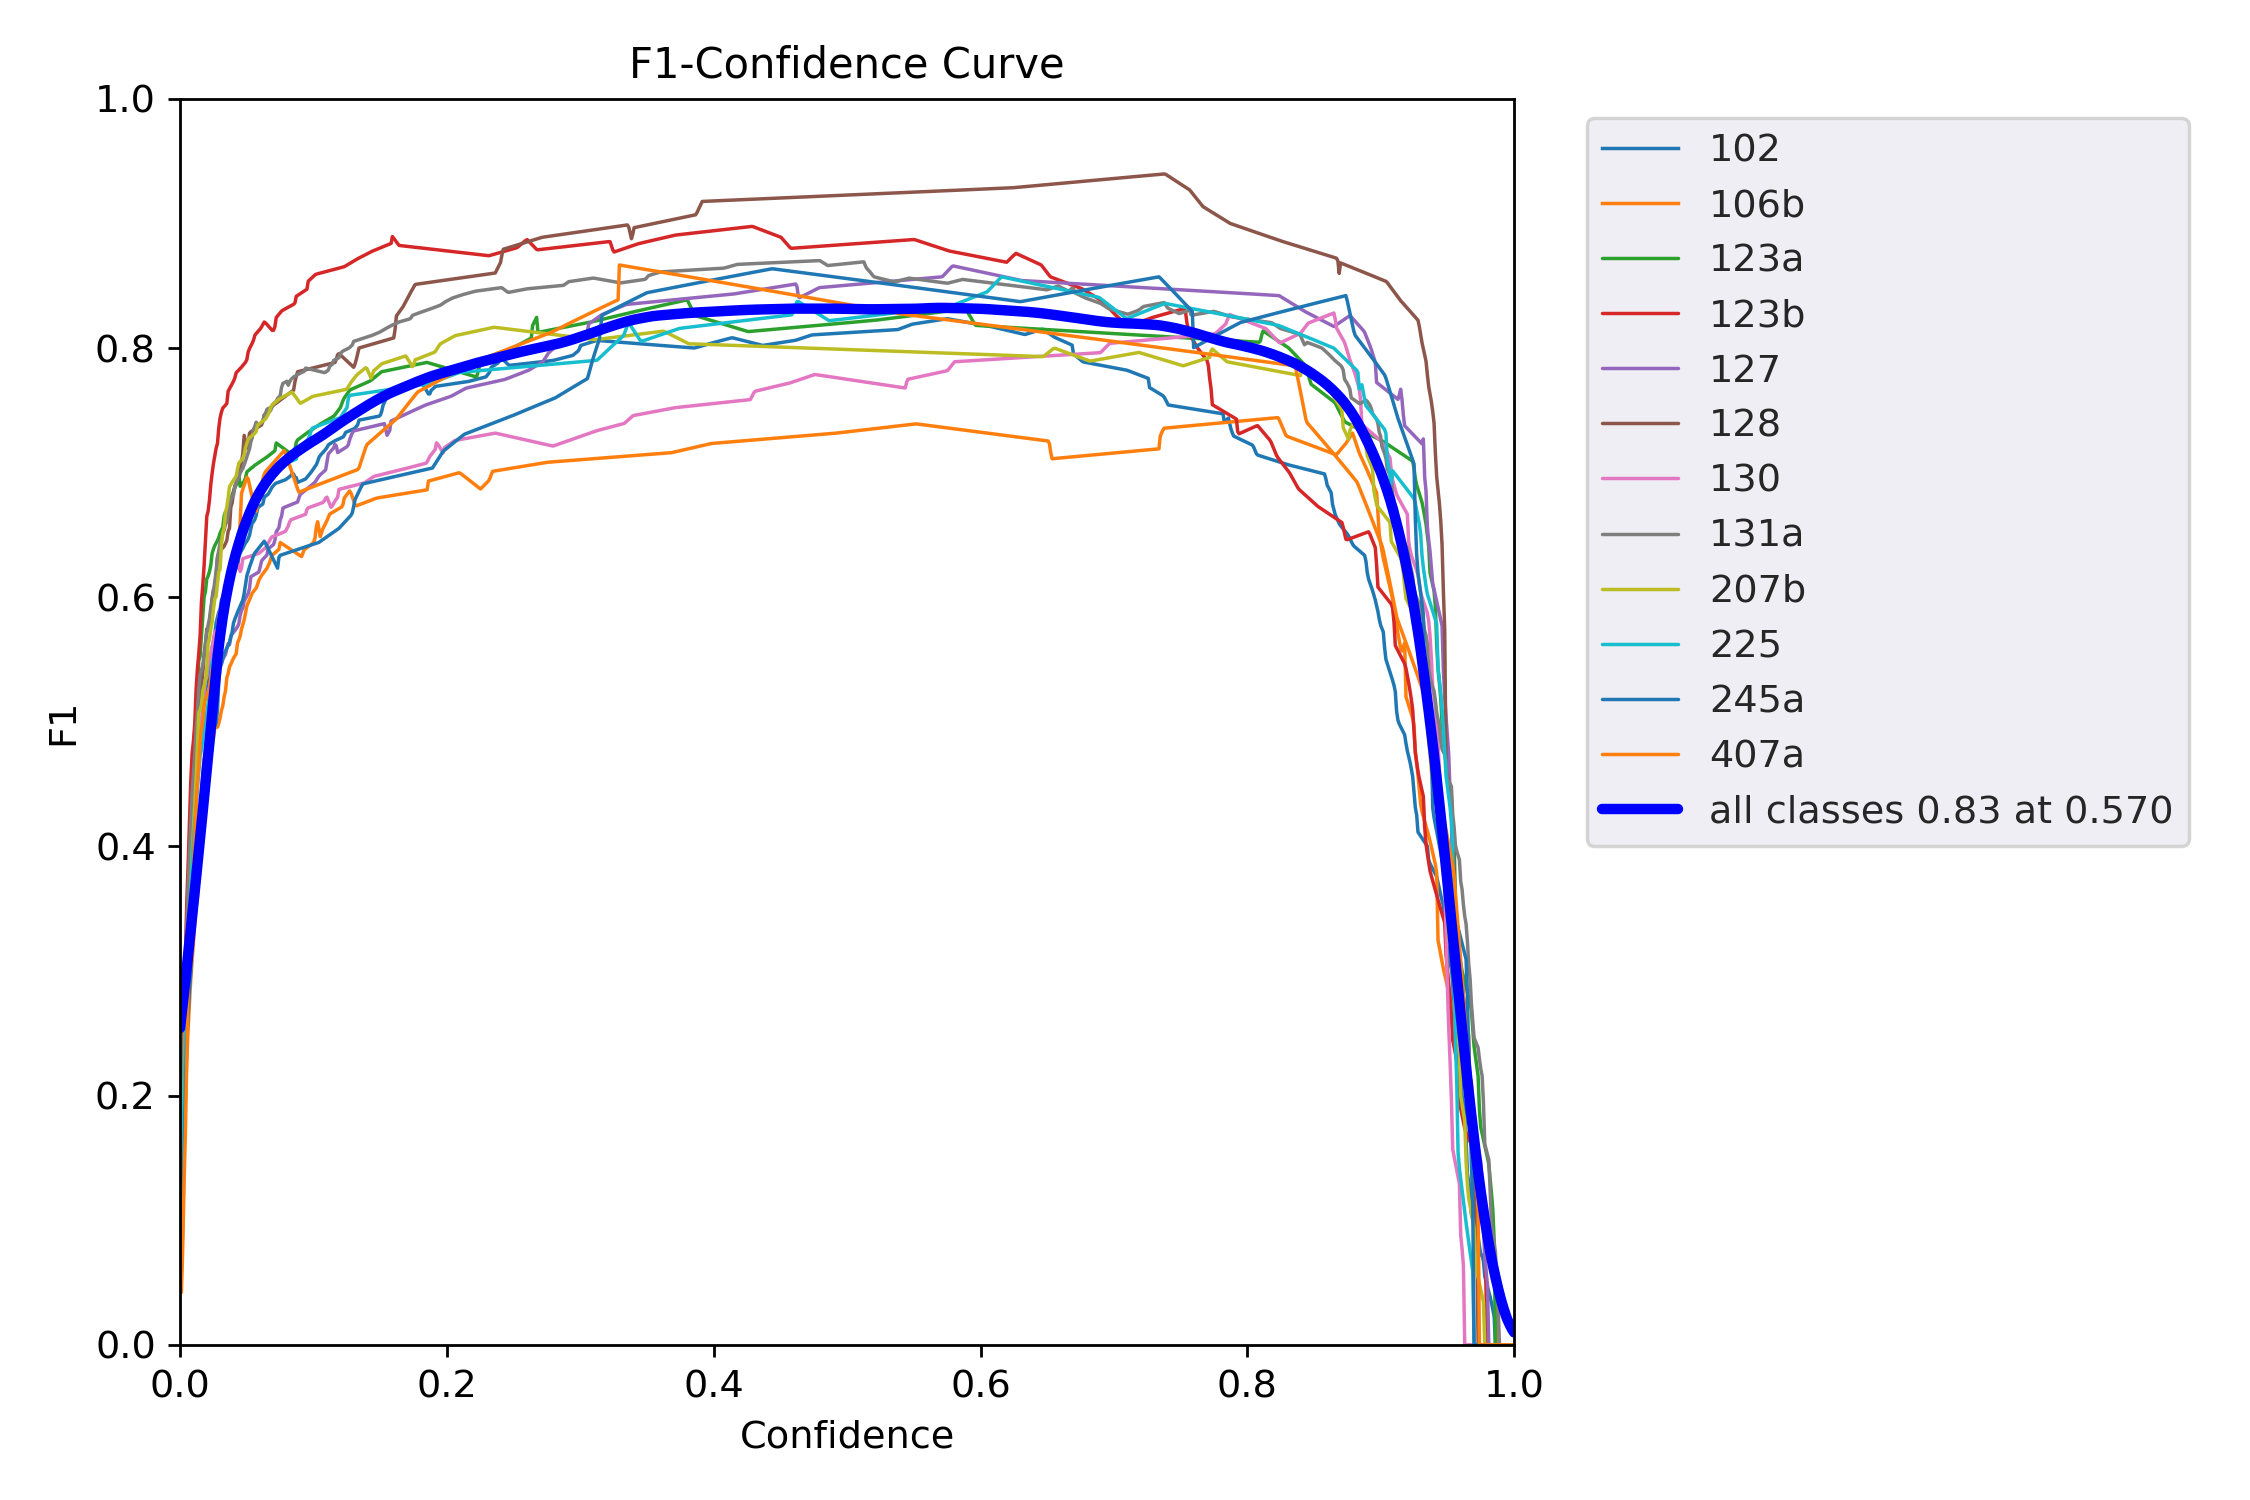 F1-Confidence Curve
1.0
0.8
0.6
0.4
0.2
0.0
F1
0.0 0.2 0.4 0.6 0.8 1.0
Confidence
102
106b
123a
123b
127
128
130
131a
207b
225
245a
407a
all classes 0.83 at 0.570